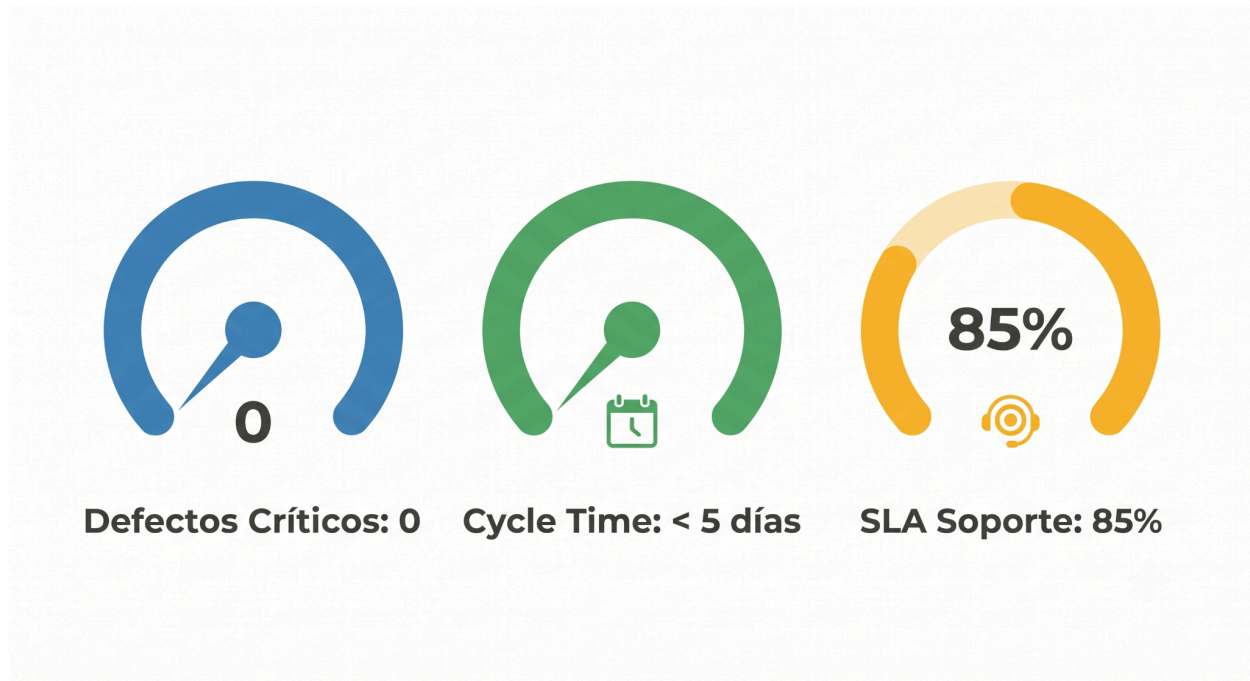 0
85%
Defectos Críticos: 0
Cycle Time: < 5 días
SLA Soporte: 85%